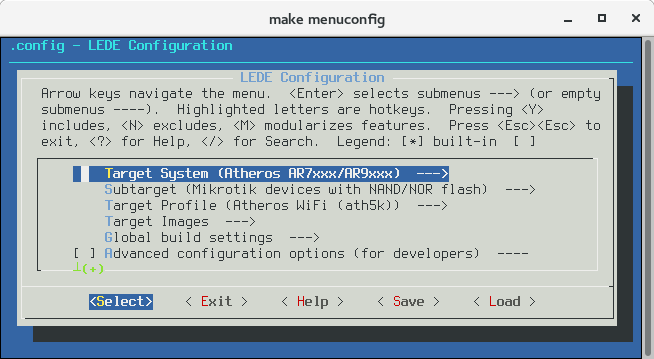 make menuconfig
.config - LEDE Configuration
LEDE Configuration
Arrow keys navigate the menu.  <Enter> selects submenus ---> (or empty
submenus ----).  Highlighted letters are hotkeys.  Pressing <Y>
includes, <N> excludes, <M> modularizes features.  Press <Esc><Esc> to
exit, <?> for Help, </> for Search.  Legend: [*] built-in  [ ]
Target System (Atheros AR7xxx/AR9xxx)  --->
Subtarget (Mikrotik devices with NAND/NOR flash)  --->
Target Profile (Atheros WiFi (ath5k))  --->
Target Images  --->
Global build settings  --->
[ ] Advanced configuration options (for developers)  ----
┴(+)
<Select>    < Exit >    < Help >    < Save >    < Load >